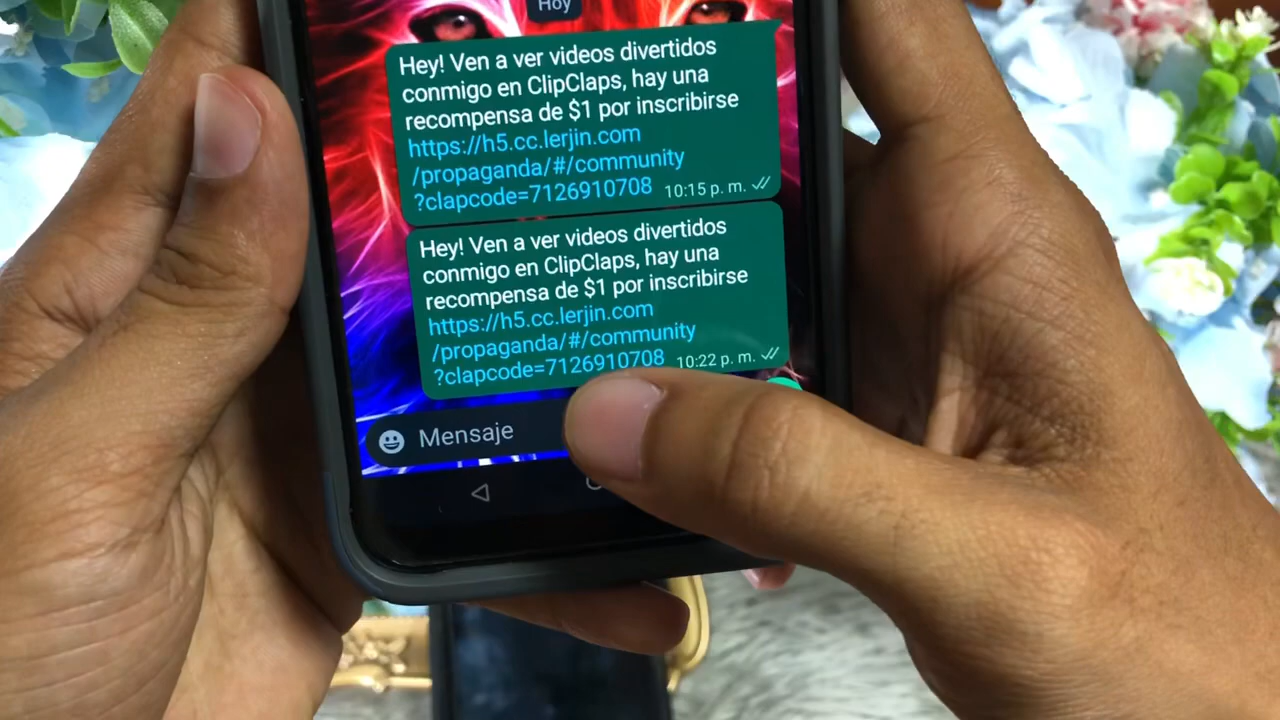 Hoy
Hey! Ven a ver videos divertidos
conmigo en ClipClaps, hay una
recompensa de $1 por inscribirse
https://h5.cc.lerjin.com
/propaganda/#/community
?clapcode=7126910708 10:15 p. m.
Hey! Ven a ver videos divertidos
conmigo en ClipClaps, hay una
recompensa de $1 por inscribirse
https://h5.cc.lerjin.com
/propaganda/#/community
?clapcode=7126910708 10:22 p. m.
Mensaje